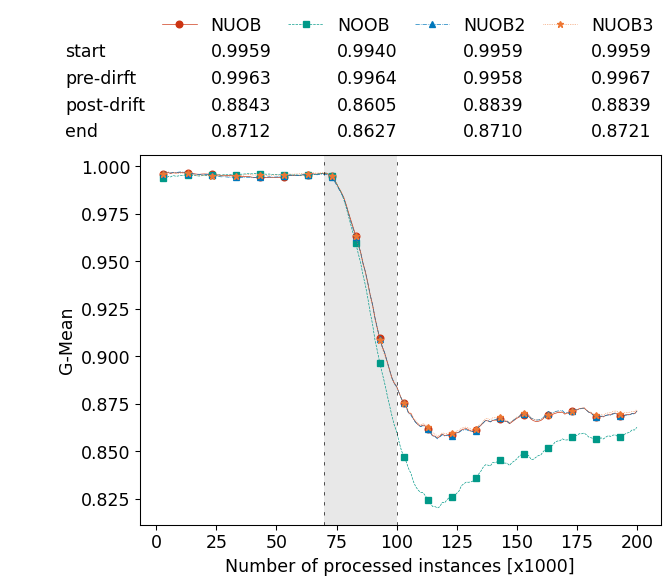 NUOB NOOB NUOB2 NUOB3
start 0.9959 0.9940 0.9959 0.9959
pre-dirft 0.9963 0.9964 0.9958 0.9967
post-drift 0.8843 0.8605 0.8839 0.8839
end 0.8712 0.8627 0.8710 0.8721
1.000
0.975
0.950
0.925
0.900
0.875
0.850
0.825
G-Mean
0 25 50 75 100 125 150 175 200
Number of processed instances [x1000]